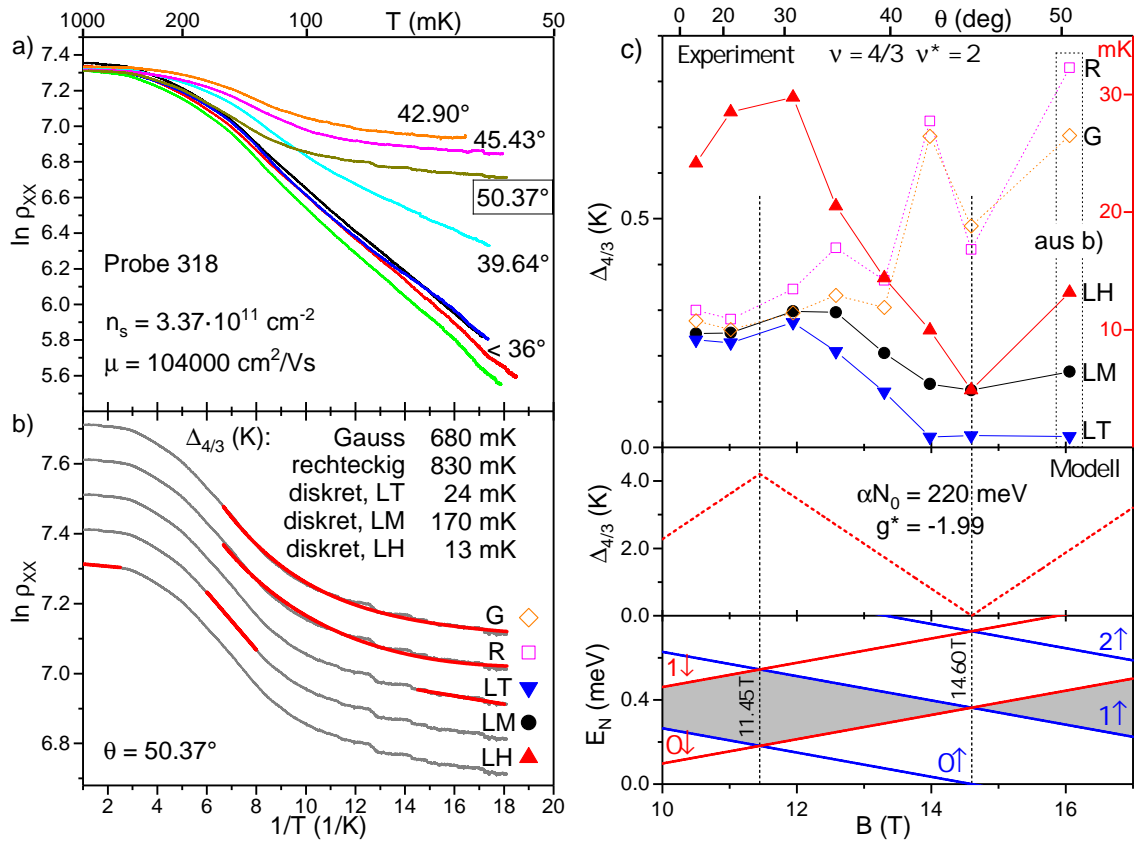 1000 200 T (mK) 50
a)
7.4
7.2
7.0
6.8
6.6
6.4
6.2
6.0
5.8
5.6
ln ρXX
42.90°
45.43°
50.37°
39.64°
< 36°
Probe 318
nₛ = 3.37·10¹¹ cm⁻²
μ = 104000 cm²/Vs
b)
Δ4/3 (K):
Gauss 680 mK
rechteckig 830 mK
diskret, LT 24 mK
diskret, LM 170 mK
diskret, LH 13 mK
7.6
7.4
7.2
7.0
6.8
ln ρXX
G
R
LT
LM
LH
θ = 50.37°
2 4 6 8 10 12 14 16 18 20
1/T (1/K)
0 20 30 40 θ (deg) 50
c)
Experiment ν = 4/3 ν* = 2
mK
R
30
G
20
0.5
aus b)
Δ4/3 (K)
LH
10
LM
LT
0.0
Modell
4.0
αN₀ = 220 meV
g* = -1.99
Δ4/3 (K)
2.0
0.0
0.8
0.4
0.0
E_N (meV)
1↓
0↓
11.45T
14.60T
0↑
2↑
1↑
10 12 14 16
B (T)